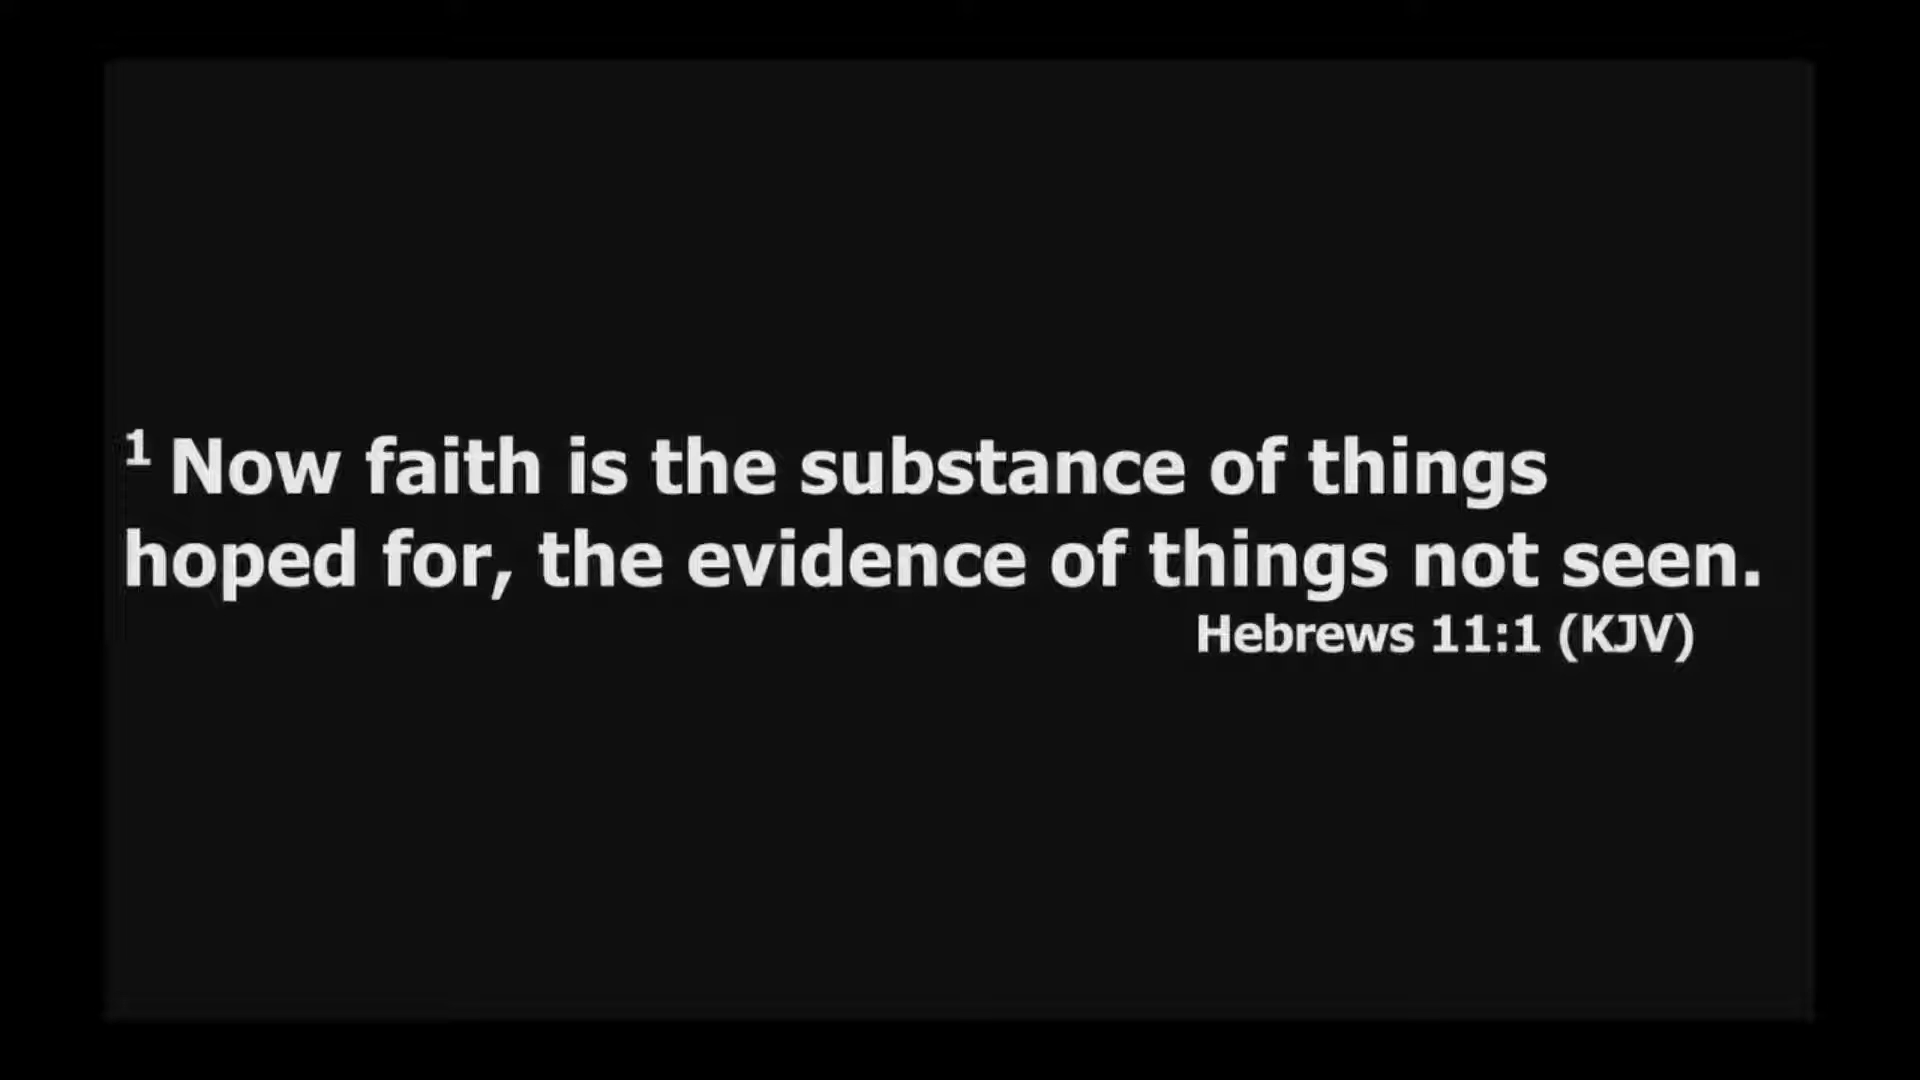 1 Now faith is the substance of things
hoped for, the evidence of things not seen.
Hebrews 11:1 (KJV)